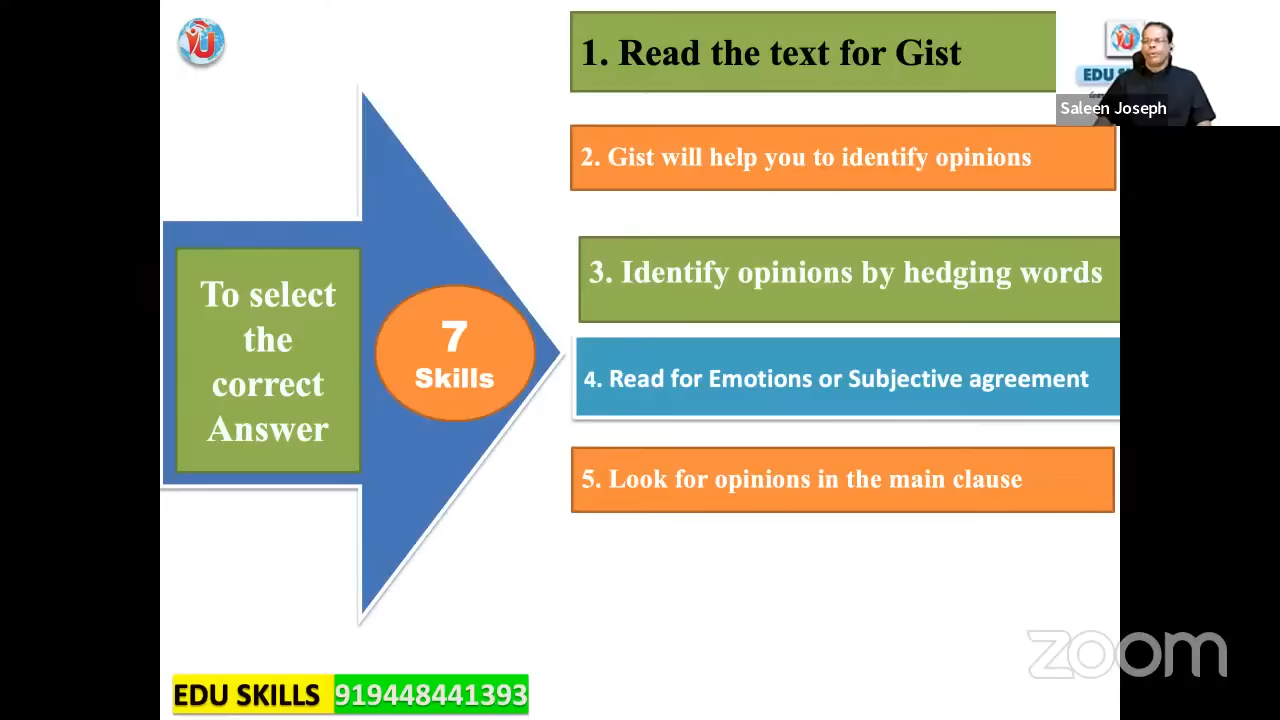 1. Read the text for Gist
EDU S
Saleen Joseph
2. Gist will help you to identify opinions
3. Identify opinions by hedging words
To select
the
correct
Answer
7
Skills
4. Read for Emotions or Subjective agreement
5. Look for opinions in the main clause
zoom
EDU SKILLS 919448441393